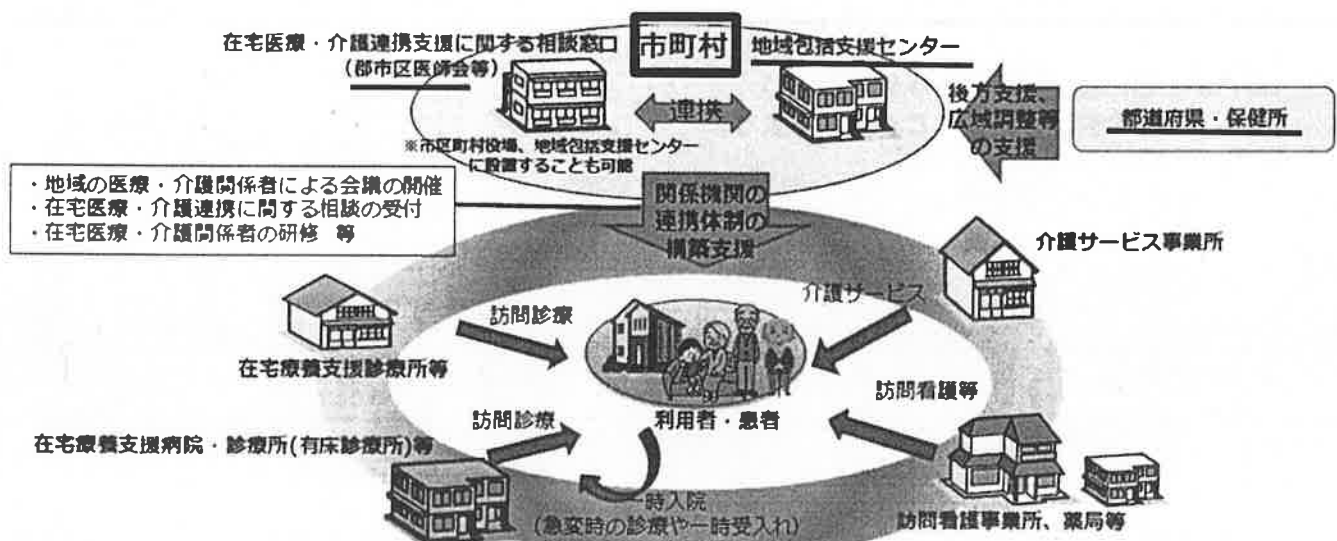 市町村
在宅医療・介護連携支援に関する相談窓口
(郡市区医師会等)
地域包括支援センター
連携
※市区町村役場、地域包括支援センター
に設置することも可能
後方支援、
広域調整等
の支援
都道府県・保健所
・地域の医療・介護関係者による会議の開催
・在宅医療・介護連携に関する相談の受付
・在宅医療・介護関係者の研修 等
関係機関の
連携体制の
構築支援
介護サービス事業所
介護サービス
訪問診療
在宅療養支援診療所等
利用者・患者
訪問看護等
訪問診療
在宅療養支援病院・診療所(有床診療所)等
一時入院
(急変時の診療や一時受入れ)
訪問看護事業所、薬局等